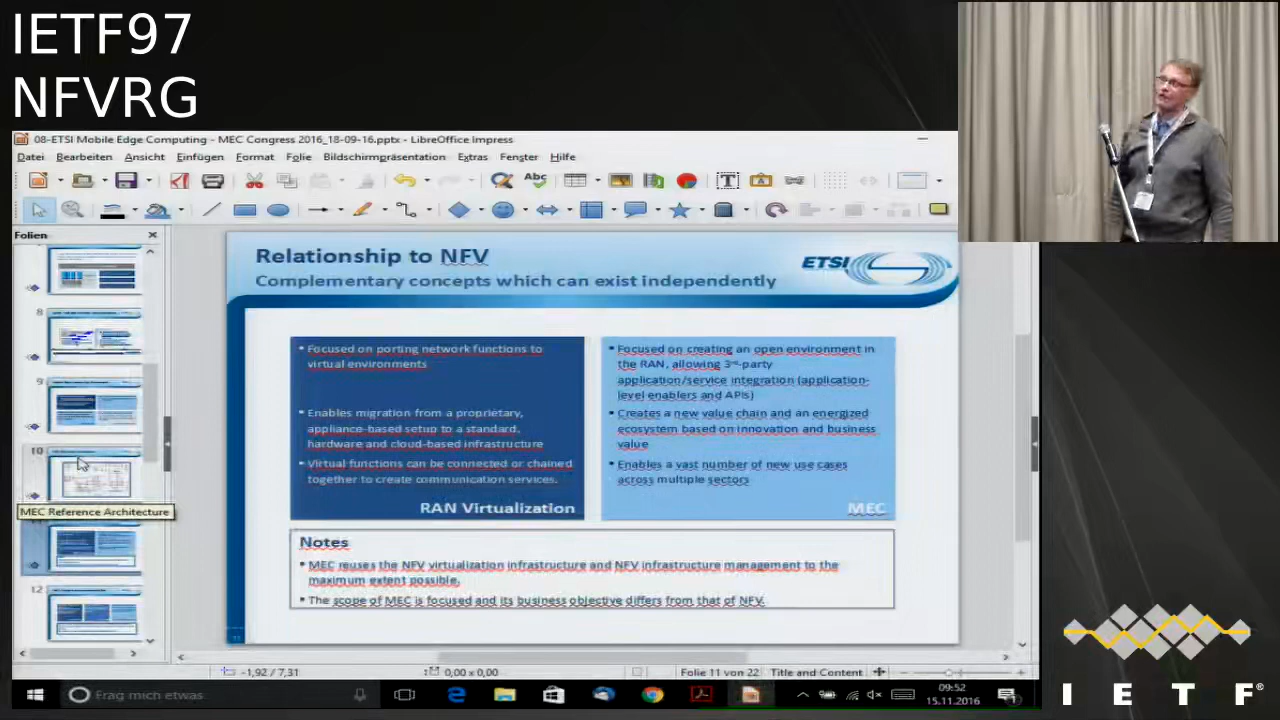 IETF97
NFVRG
08-ETSI Mobile Edge Computing - MEC Congress 2016_18-09-16.pptx - LibreOffice Impress
Datei Bearbeiten Ansicht Einfügen Format Folie Bildschirmpräsentation Extras Fenster Hilfe
Abc
Folien
Relationship to NFV
Complementary concepts which can exist independently
ETSI
8
9
10
MEC Reference Architecture
12
• Focused on porting network functions to
virtual environments
• Enables migration from a proprietary,
appliance-based setup to a standard,
hardware and cloud-based infrastructure
• Virtual functions can be connected or chained
together to create communication services.
RAN Virtualization
• Focused on creating an open environment in
the RAN, allowing 3rd-party
application/service integration (application-
level enablers and APIs)
• Creates a new value chain and an energized
ecosystem based on innovation and business
value
• Enables a vast number of new use cases
across multiple sectors
MEC
Notes
• MEC reuses the NFV virtualization infrastructure and NFV infrastructure management to the
maximum extent possible.
• The scope of MEC is focused and its business objective differs from that of NFV.
11
-1,92 / 7,31 0,00 x 0,00 Folie 11 von 22 Title and Content
Frag mich etwas
09:52
15.11.2016
I E T F®